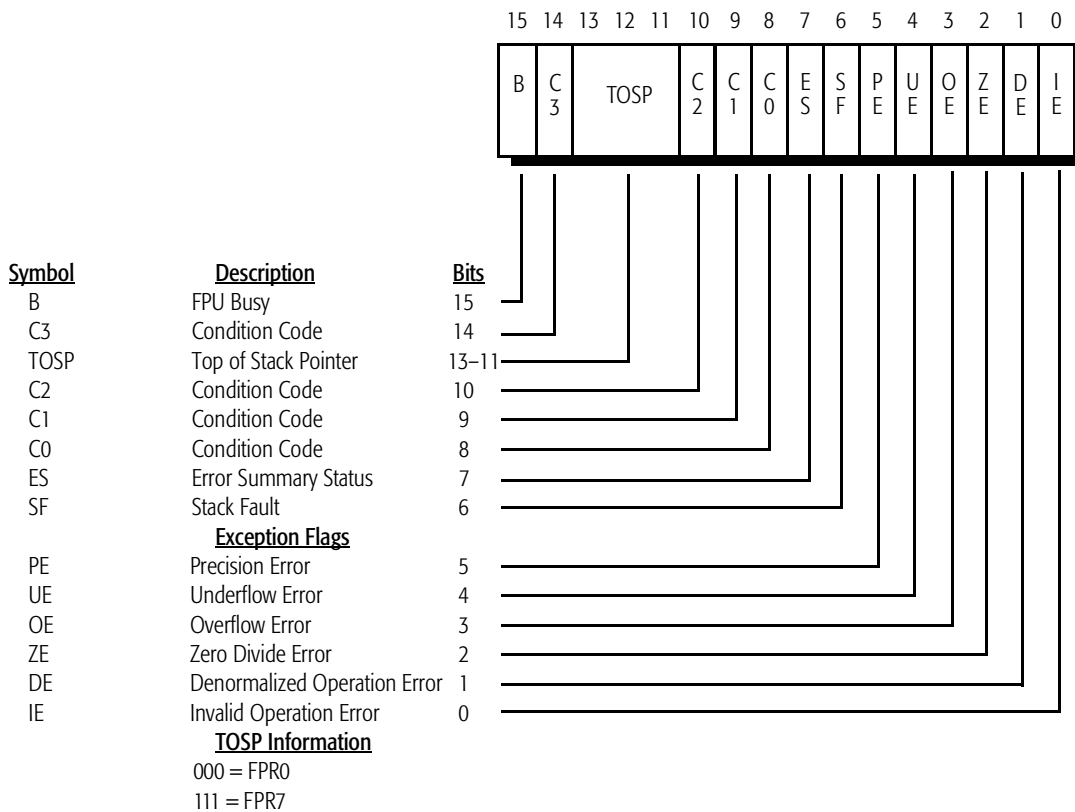 15 14 13 12 11 10 9 8 7 6 5 4 3 2 1 0
B C3 TOSP C2 C1 C0 ES SF PE UE OE ZE DE IE
Symbol Description Bits
B FPU Busy 15
C3 Condition Code 14
TOSP Top of Stack Pointer 13–11
C2 Condition Code 10
C1 Condition Code 9
C0 Condition Code 8
ES Error Summary Status 7
SF Stack Fault 6
Exception Flags
PE Precision Error 5
UE Underflow Error 4
OE Overflow Error 3
ZE Zero Divide Error 2
DE Denormalized Operation Error 1
IE Invalid Operation Error 0
TOSP Information
000 = FPR0
111 = FPR7